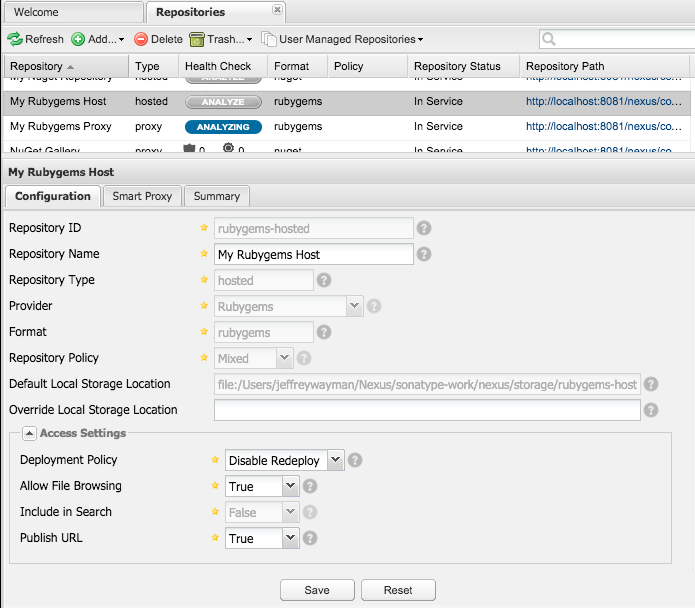 Welcome Repositories
Refresh Add... Delete Trash... User Managed Repositories
Repository Type Health Check Format Policy Repository Status Repository Path
My Nuget Repository hosted ANALYZE nuget In Service http://localhost:8081/nexus/co...
My Rubygems Host hosted ANALYZE rubygems In Service http://localhost:8081/nexus/co...
My Rubygems Proxy proxy ANALYZING rubygems In Service http://localhost:8081/nexus/co...
NuGet Gallery proxy 0 0 nuget In Service http://localhost:8081/nexus/co...
My Rubygems Host
Configuration Smart Proxy Summary
Repository ID rubygems-hosted ?
Repository Name My Rubygems Host ?
Repository Type hosted ?
Provider Rubygems ?
Format rubygems ?
Repository Policy Mixed ?
Default Local Storage Location file:/Users/jeffreywayman/Nexus/sonatype-work/nexus/storage/rubygems-host ?
Override Local Storage Location ?
Access Settings
Deployment Policy Disable Redeploy ?
Allow File Browsing True ?
Include in Search False ?
Publish URL True ?
Save Reset